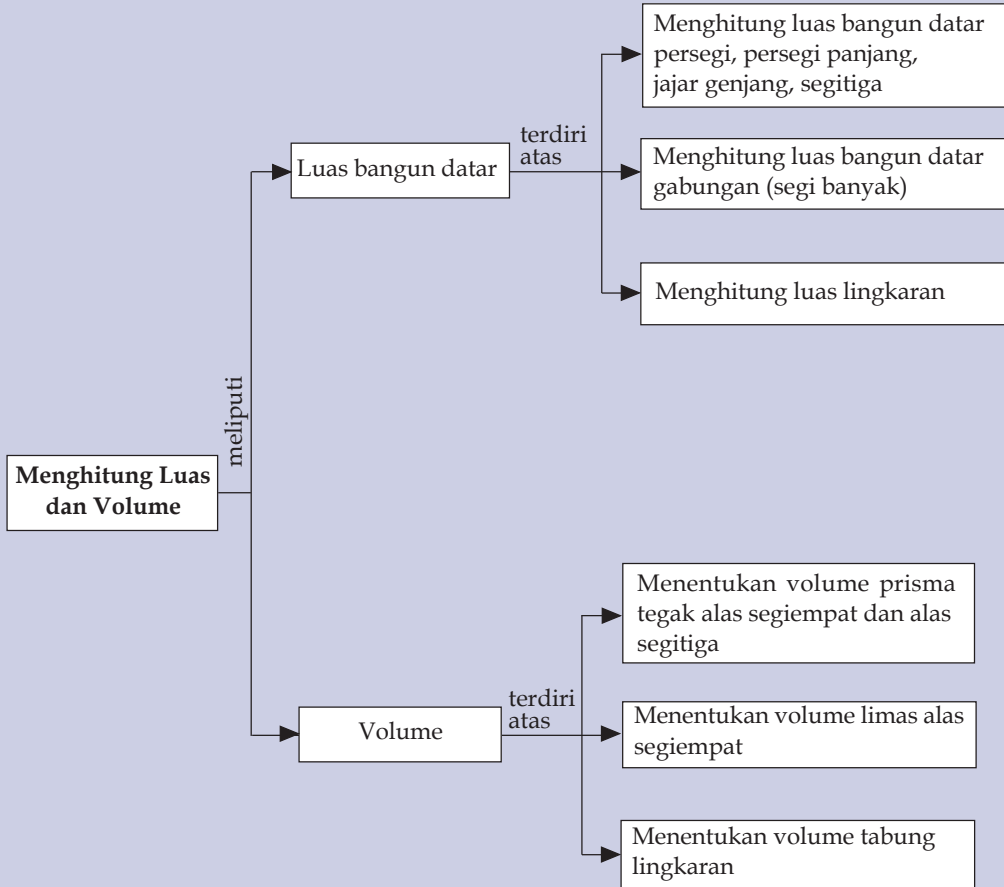 Menghitung luas bangun datar
persegi, persegi panjang,
jajar genjang, segitiga
terdiri
atas
Luas bangun datar
Menghitung luas bangun datar
gabungan (segi banyak)
Menghitung luas lingkaran
meliputi
Menghitung Luas
dan Volume
Menentukan volume prisma
tegak alas segiempat dan alas
segitiga
terdiri
atas
Volume
Menentukan volume limas alas
segiempat
Menentukan volume tabung
lingkaran